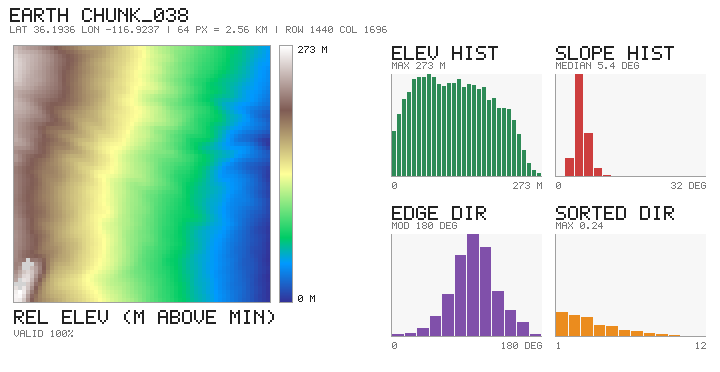 EARTH CHUNK_038
LAT 36.1936 LON -116.9237 | 64 PX = 2.56 KM | ROW 1440 COL 1696
273 M
0 M
REL ELEV (M ABOVE MIN)
VALID 100%
ELEV HIST
MAX 273 M
0 273 M
SLOPE HIST
MEDIAN 5.4 DEG
0 32 DEG
EDGE DIR
MOD 180 DEG
0 180 DEG
SORTED DIR
MAX 0.24
1 12